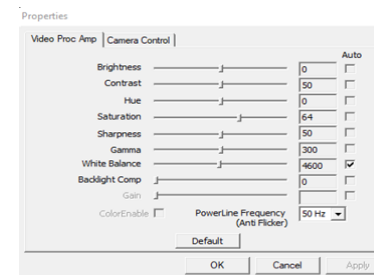 Properties
Video Proc Amp Camera Control
Auto
Brightness 0
Contrast 50
Hue 0
Saturation 64
Sharpness 50
Gamma 300
White Balance 4600
Backlight Comp 0
Gain
ColorEnable PowerLine Frequency 50 Hz
(Anti Flicker)
Default
OK Cancel Apply